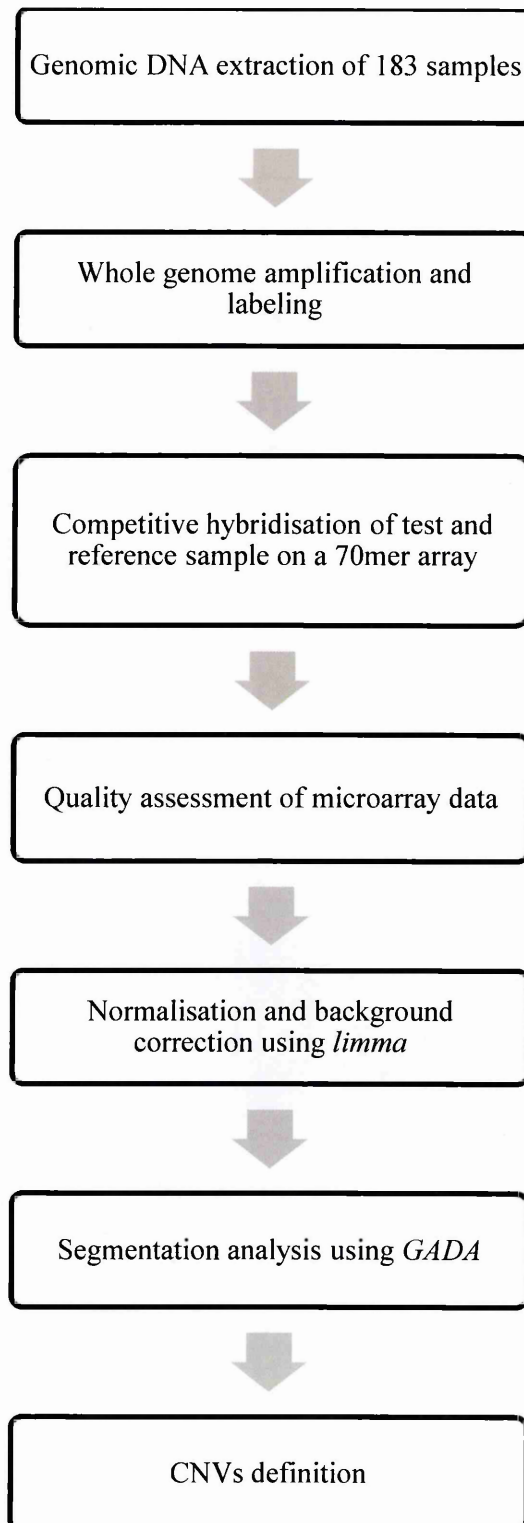 Genomic DNA extraction of 183 samples
Whole genome amplification and
labeling
Competitive hybridisation of test and
reference sample on a 70mer array
Quality assessment of microarray data
Normalisation and background
correction using limma
Segmentation analysis using GADA
CNVs definition